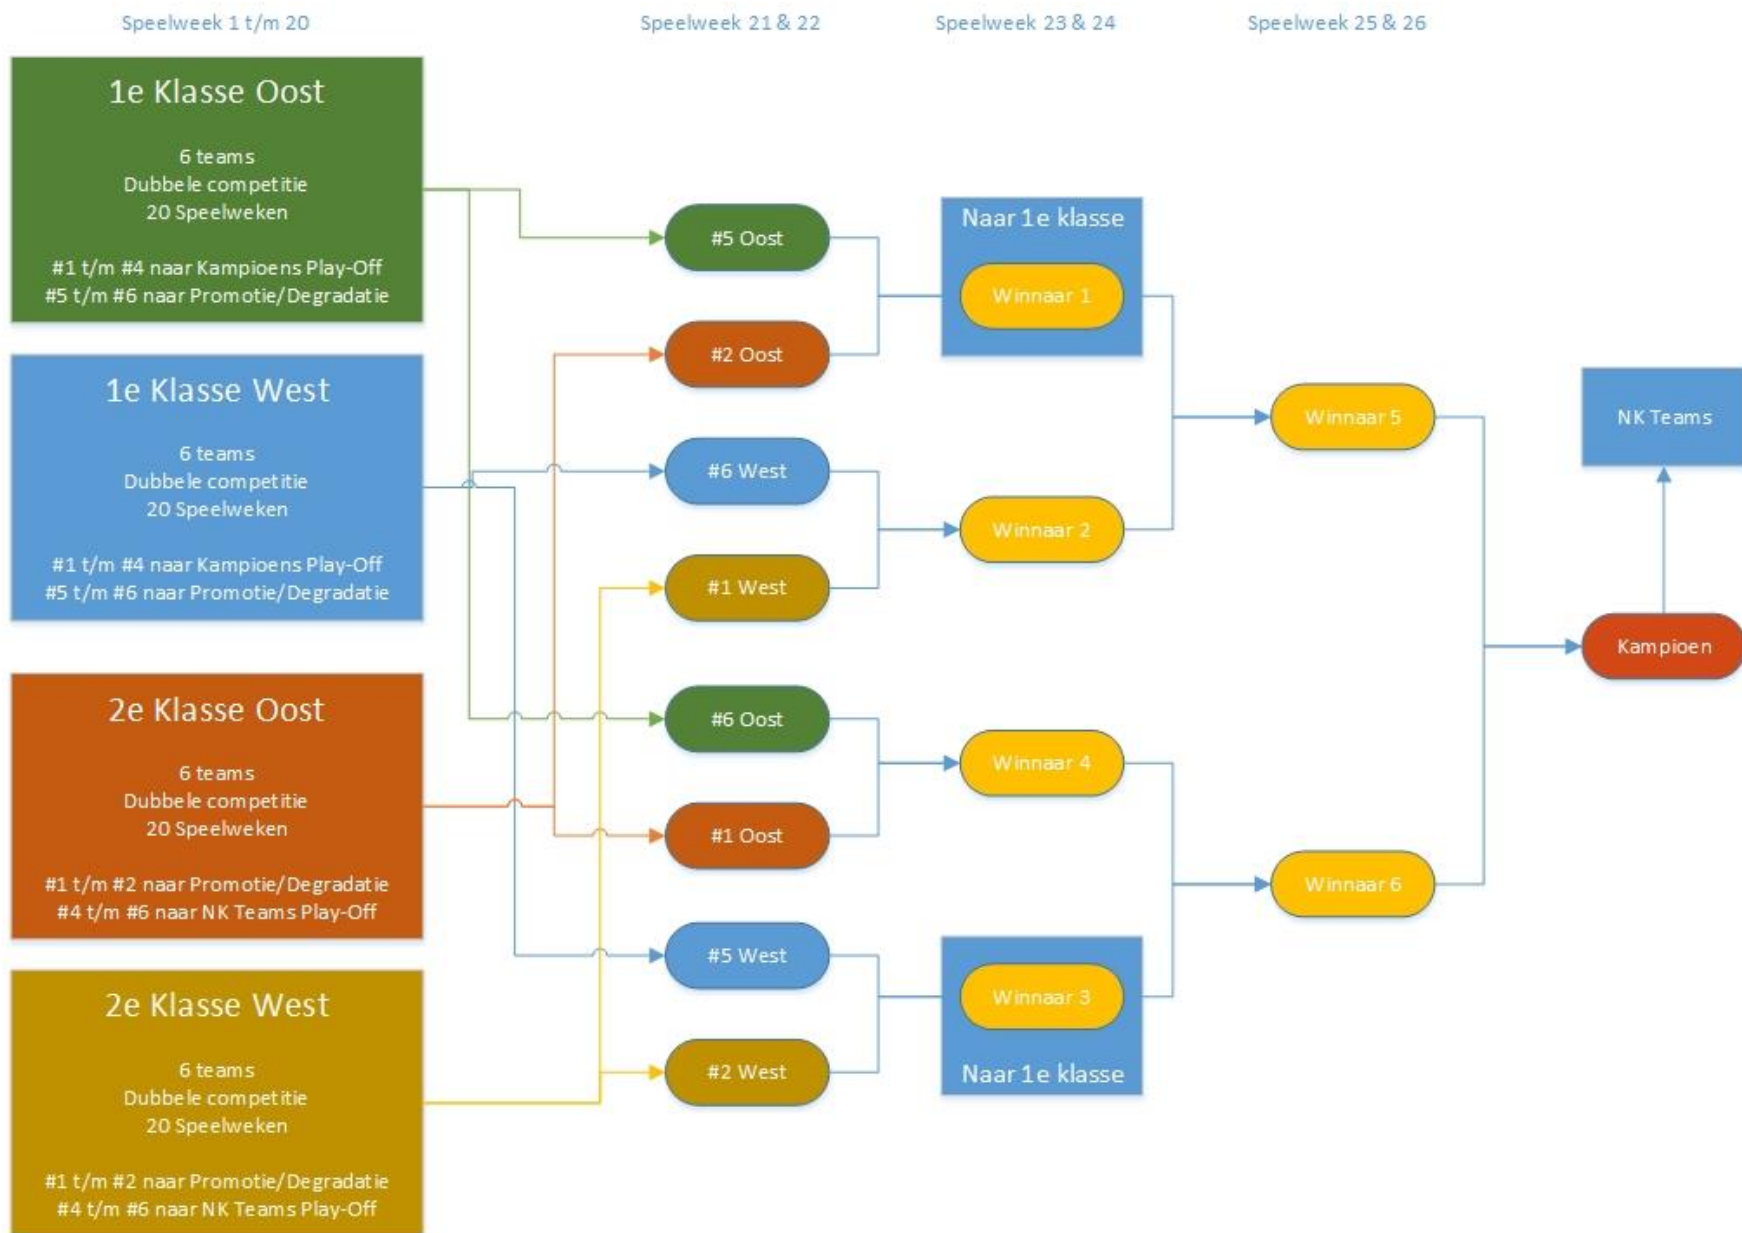 Speelweek 1 t/m 20
Speelweek 21 & 22
Speelweek 23 & 24
Speelweek 25 & 26
1e Klasse Oost
6 teams
Dubbele competitie
20 Speelweken
#1 t/m #4 naar Kampioens Play-Off
#5 t/m #6 naar Promotie/Degradatie
1e Klasse West
6 teams
Dubbele competitie
20 Speelweken
#1 t/m #4 naar Kampioens Play-Off
#5 t/m #6 naar Promotie/Degradatie
2e Klasse Oost
6 teams
Dubbele competitie
20 Speelweken
#1 t/m #2 naar Promotie/Degradatie
#4 t/m #6 naar NK Teams Play-Off
2e Klasse West
6 teams
Dubbele competitie
20 Speelweken
#1 t/m #2 naar Promotie/Degradatie
#4 t/m #6 naar NK Teams Play-Off
#5 Oost
#2 Oost
#6 West
#1 West
#6 Oost
#1 Oost
#5 West
#2 West
Naar 1e klasse
Winnaar 1
Winnaar 2
Winnaar 4
Winnaar 3
Naar 1e klasse
Winnaar 5
Winnaar 6
NK Teams
Kampioen